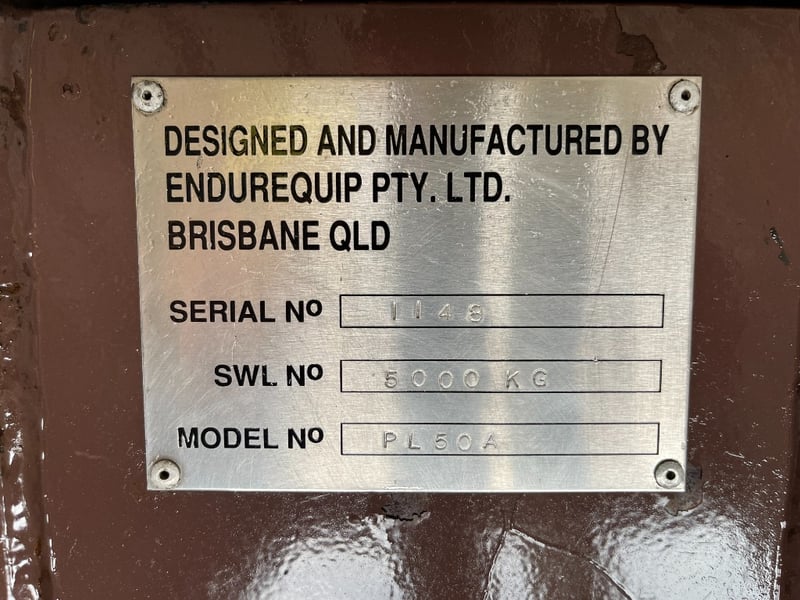 DESIGNED AND MANUFACTURED BY
ENDUREQUIP PTY. LTD.
BRISBANE QLD
SERIAL Nº 1148
SWL Nº 5000 KG
MODEL Nº PL50A